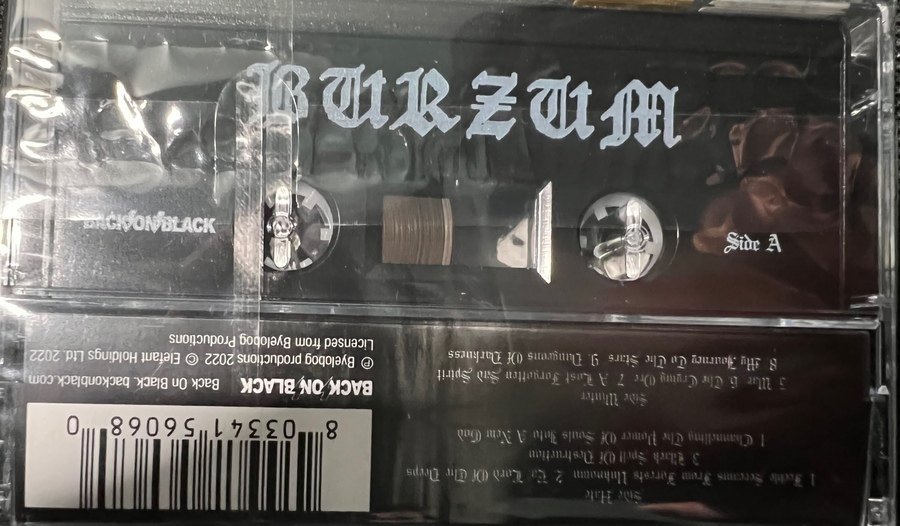 BURZUM
BACK ON BLACK
Side A
Side Hate
1 Feeble Screams From Forests Unknown 2 Ea Lord Of The Deeps
3 Black Spell Of Destruction
4 Channelling The Power Of Souls Into A New God
Side Winter
5 War 6 The Crying Orc 7 A Lost Forgotten Sad Spirit
8 My Journey To The Stars 9 Dungeons Of Darkness
8 03341 56068 0
BACK ON BLACK Back On Black. backonblack.com
℗ Byelobog productions 2022 © Elefant Holdings Ltd. 2022
Licensed from Byelobog Productions